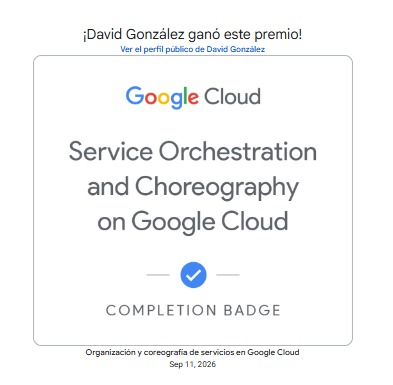 ¡David González ganó este premio!
Ver el perfil público de David González
Google Cloud
Service Orchestration
and Choreography
on Google Cloud
COMPLETION BADGE
Organización y coreografía de servicios en Google Cloud
Sep 11, 2026